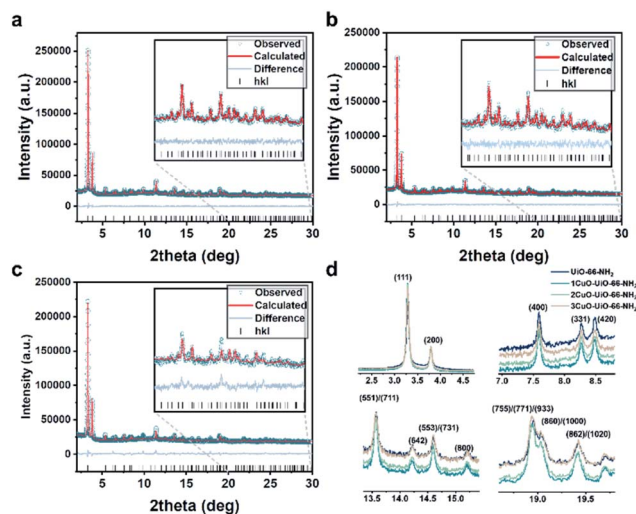 a
250000
200000
150000
100000
50000
0
Intensity (a.u.)
Observed
Calculated
Difference
hkl
5
10
15
20
25
30
2theta (deg)
b
250000
200000
150000
100000
50000
0
Intensity (a.u.)
Observed
Calculated
Difference
hkl
5
10
15
20
25
30
2theta (deg)
c
250000
200000
150000
100000
50000
0
Intensity (a.u.)
Observed
Calculated
Difference
hkl
5
10
15
20
25
30
2theta (deg)
d
UiO-66-NH2
1CuO-UiO-66-NH2
2CuO-UiO-66-NH2
3CuO-UiO-66-NH2
(111)
(200)
2.5 3.0 3.5 4.0 4.5
(400)
(331)
(420)
7.0 7.5 8.0 8.5
(551)/(711)
(642)
(553)/(731)
(800)
13.5 14.0 14.5 15.0
(755)/(771)/(933)
(860)/(1000)
(862)/(1020)
19.0 19.5